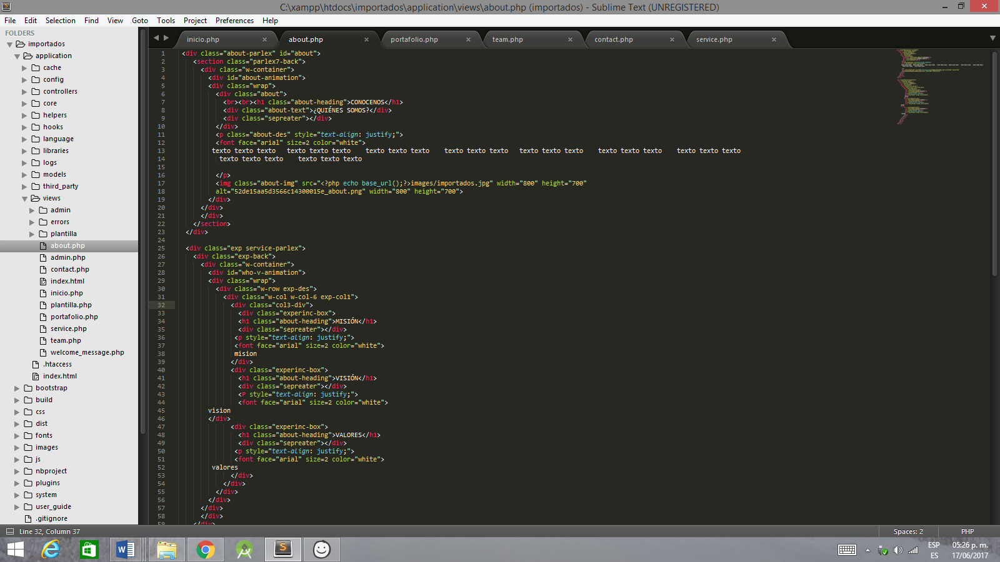 C:\xampp\htdocs\importados\application\views\about.php (importados) - Sublime Text (UNREGISTERED)
File Edit Selection Find View Goto Tools Project Preferences Help
FOLDERS
importados
application
cache
config
controllers
core
helpers
hooks
language
libraries
logs
models
third_party
views
admin
errors
plantilla
about.php
admin.php
contact.php
index.html
inicio.php
plantilla.php
portafolio.php
service.php
team.php
welcome_message.php
.htaccess
index.html
bootstrap
build
css
dist
fonts
images
js
nbproject
plugins
system
user_guide
.gitignore
inicio.php × about.php × portafolio.php × team.php × contact.php × service.php ×
1 <div class="about-parlex" id="about">
2 <section class="parlex7-back">
3 <div class="w-container">
4 <div id="about-animation">
5 <div class="wrap">
6 <div class="about">
7 <br><br><h1 class="about-heading">CONOCENOS</h1>
8 <div class="about-text">¿QUIÉNES SOMOS?</div>
9 <div class="sepreater"></div>
10 </div>
11 <p class="about-des" style="text-align: justify;">
12 <font face="arial" size=2 color="white">
13 texto texto texto texto texto texto texto texto texto texto texto texto texto texto texto texto texto texto texto texto texto
14 texto texto texto texto texto texto
15
16 </p>
17 <img class="about-img" src="<?php echo base_url();?>images/importados.jpg" width="800" height="700"
18 alt="52de15aa5d3566c14300015e_about.png" width="800" height="700">
19 </div>
20 </div>
21 </div>
22 </section>
23 </div>
24
25 <div class="exp service-parlex">
26 <div class="exp-back">
27 <div class="w-container">
28 <div id="who-v-animation">
29 <div class="wrap">
30 <div class="w-row exp-des">
31 <div class="w-col w-col-6 exp-col1">
32 <div class="col3-div">
33 <div class="experinc-box">
34 <h1 class="about-heading">MISIÓN</h1>
35 <div class="sepreater"></div>
36 <p style="text-align: justify;">
37 <font face="arial" size=2 color="white">
38 mision
39 </div>
40 <div class="experinc-box">
41 <h1 class="about-heading">VISIÓN</h1>
42 <div class="sepreater"></div>
43 <P style="text-align: justify;">
44 <font face="arial" size=2 color="white">
45 vision
46 </div>
47 <div class="experinc-box">
48 <h1 class="about-heading">VALORES</h1>
49 <div class="sepreater"></div>
50 <p style="text-align: justify;">
51 <font face="arial" size=2 color="white">
52 valores
53 </div>
54 </div>
55 </div>
56 </div>
57 </div>
58 </div>
59 </div>
Line 32, Column 37 Spaces: 2 PHP
ESP 05:26 p. m.
ES 17/06/2017